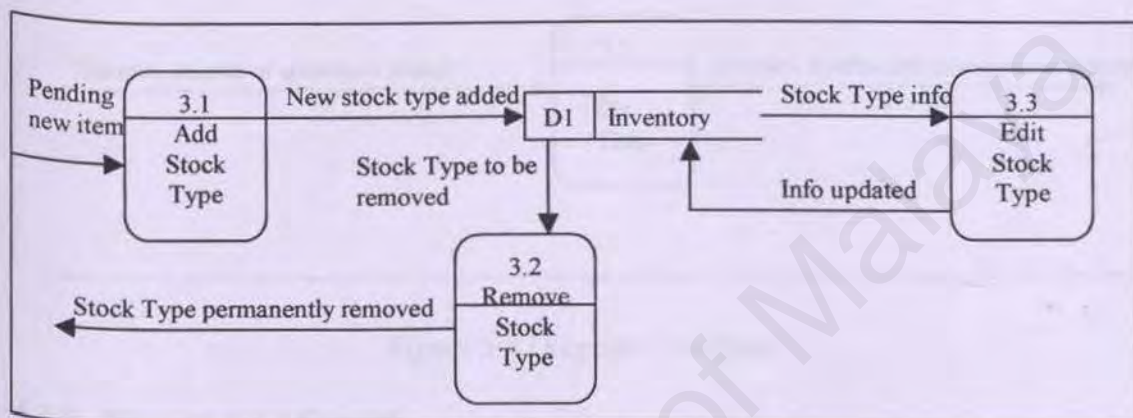 Pending
new item
3.1
Add
Stock
Type
New stock type added
D1 Inventory
Stock Type info
3.3
Edit
Stock
Type
Stock Type to be
removed
Info updated
3.2
Remove
Stock
Type
Stock Type permanently removed
of Malaya